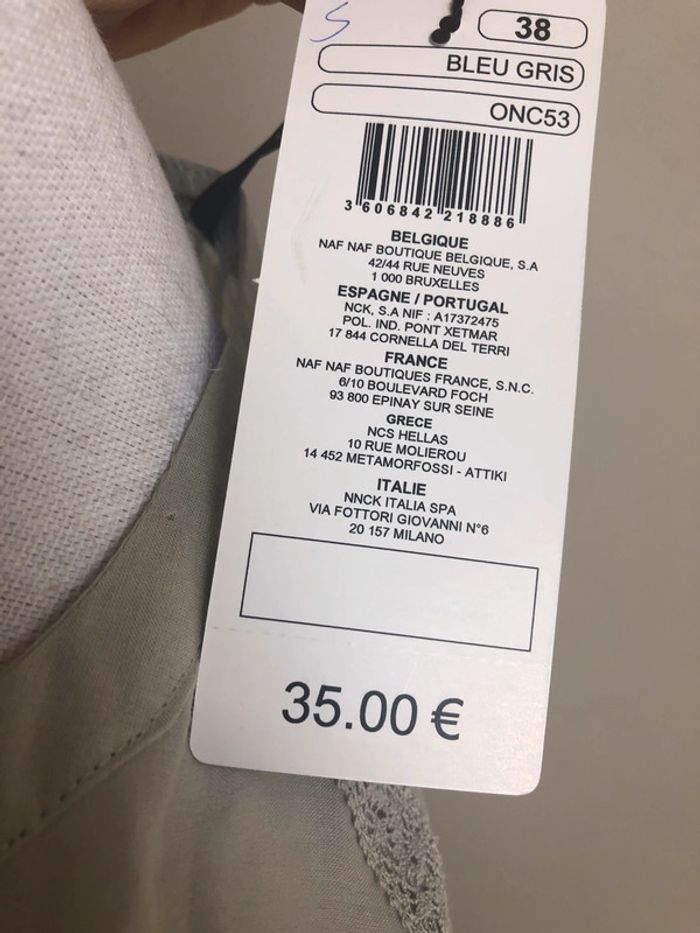 S
38
BLEU GRIS
ONC53
3 606842 218886
BELGIQUE
NAF NAF BOUTIQUE BELGIQUE, S.A
42/44 RUE NEUVES
1 000 BRUXELLES
ESPAGNE / PORTUGAL
NCK, S.A NIF : A17372475
POL. IND. PONT XETMAR
17 844 CORNELLA DEL TERRI
FRANCE
NAF NAF BOUTIQUES FRANCE, S.N.C.
6/10 BOULEVARD FOCH
93 800 EPINAY SUR SEINE
GRECE
NCS HELLAS
10 RUE MOLIEROU
14 452 METAMORFOSSI - ATTIKI
ITALIE
NNCK ITALIA SPA
VIA FOTTORI GIOVANNI N°6
20 157 MILANO
35.00 €